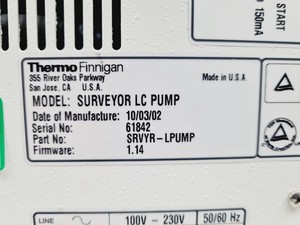 START
150mA
Thermo Finnigan
355 River Oaks Parkway
San Jose, CA U.S.A.
Made in U.S.A
MODEL: SURVEYOR LC PUMP
Date of Manufacture: 10/03/02
Serial No: 61842
Part No: SRVYR-LPUMP
Firmware: 1.14
LINE 100V - 230V 50/60 Hz